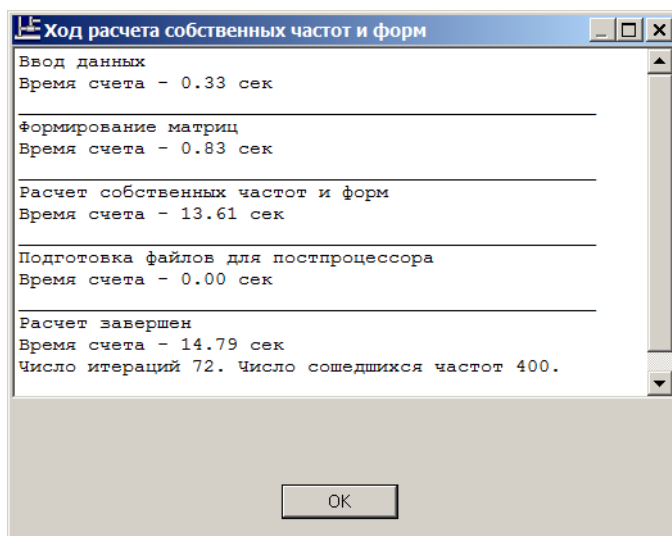 Ход расчета собственных частот и форм
Ввод данных
Время счета - 0.33 сек
Формирование матриц
Время счета - 0.83 сек
Расчет собственных частот и форм
Время счета - 13.61 сек
Подготовка файлов для постпроцессора
Время счета - 0.00 сек
Расчет завершен
Время счета - 14.79 сек
Число итераций 72. Число сошедшихся частот 400.
OK